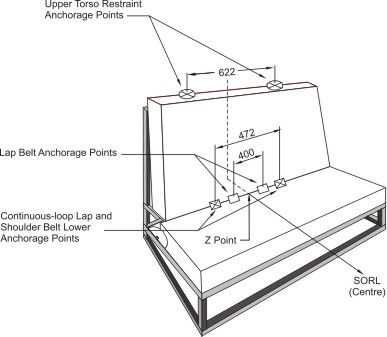 Upper Torso Restraint
Anchorage Points
622
472
400
Lap Belt Anchorage Points
Continuous-loop Lap and
Shoulder Belt Lower
Anchorage Points
Z Point
SORL
(Centre)